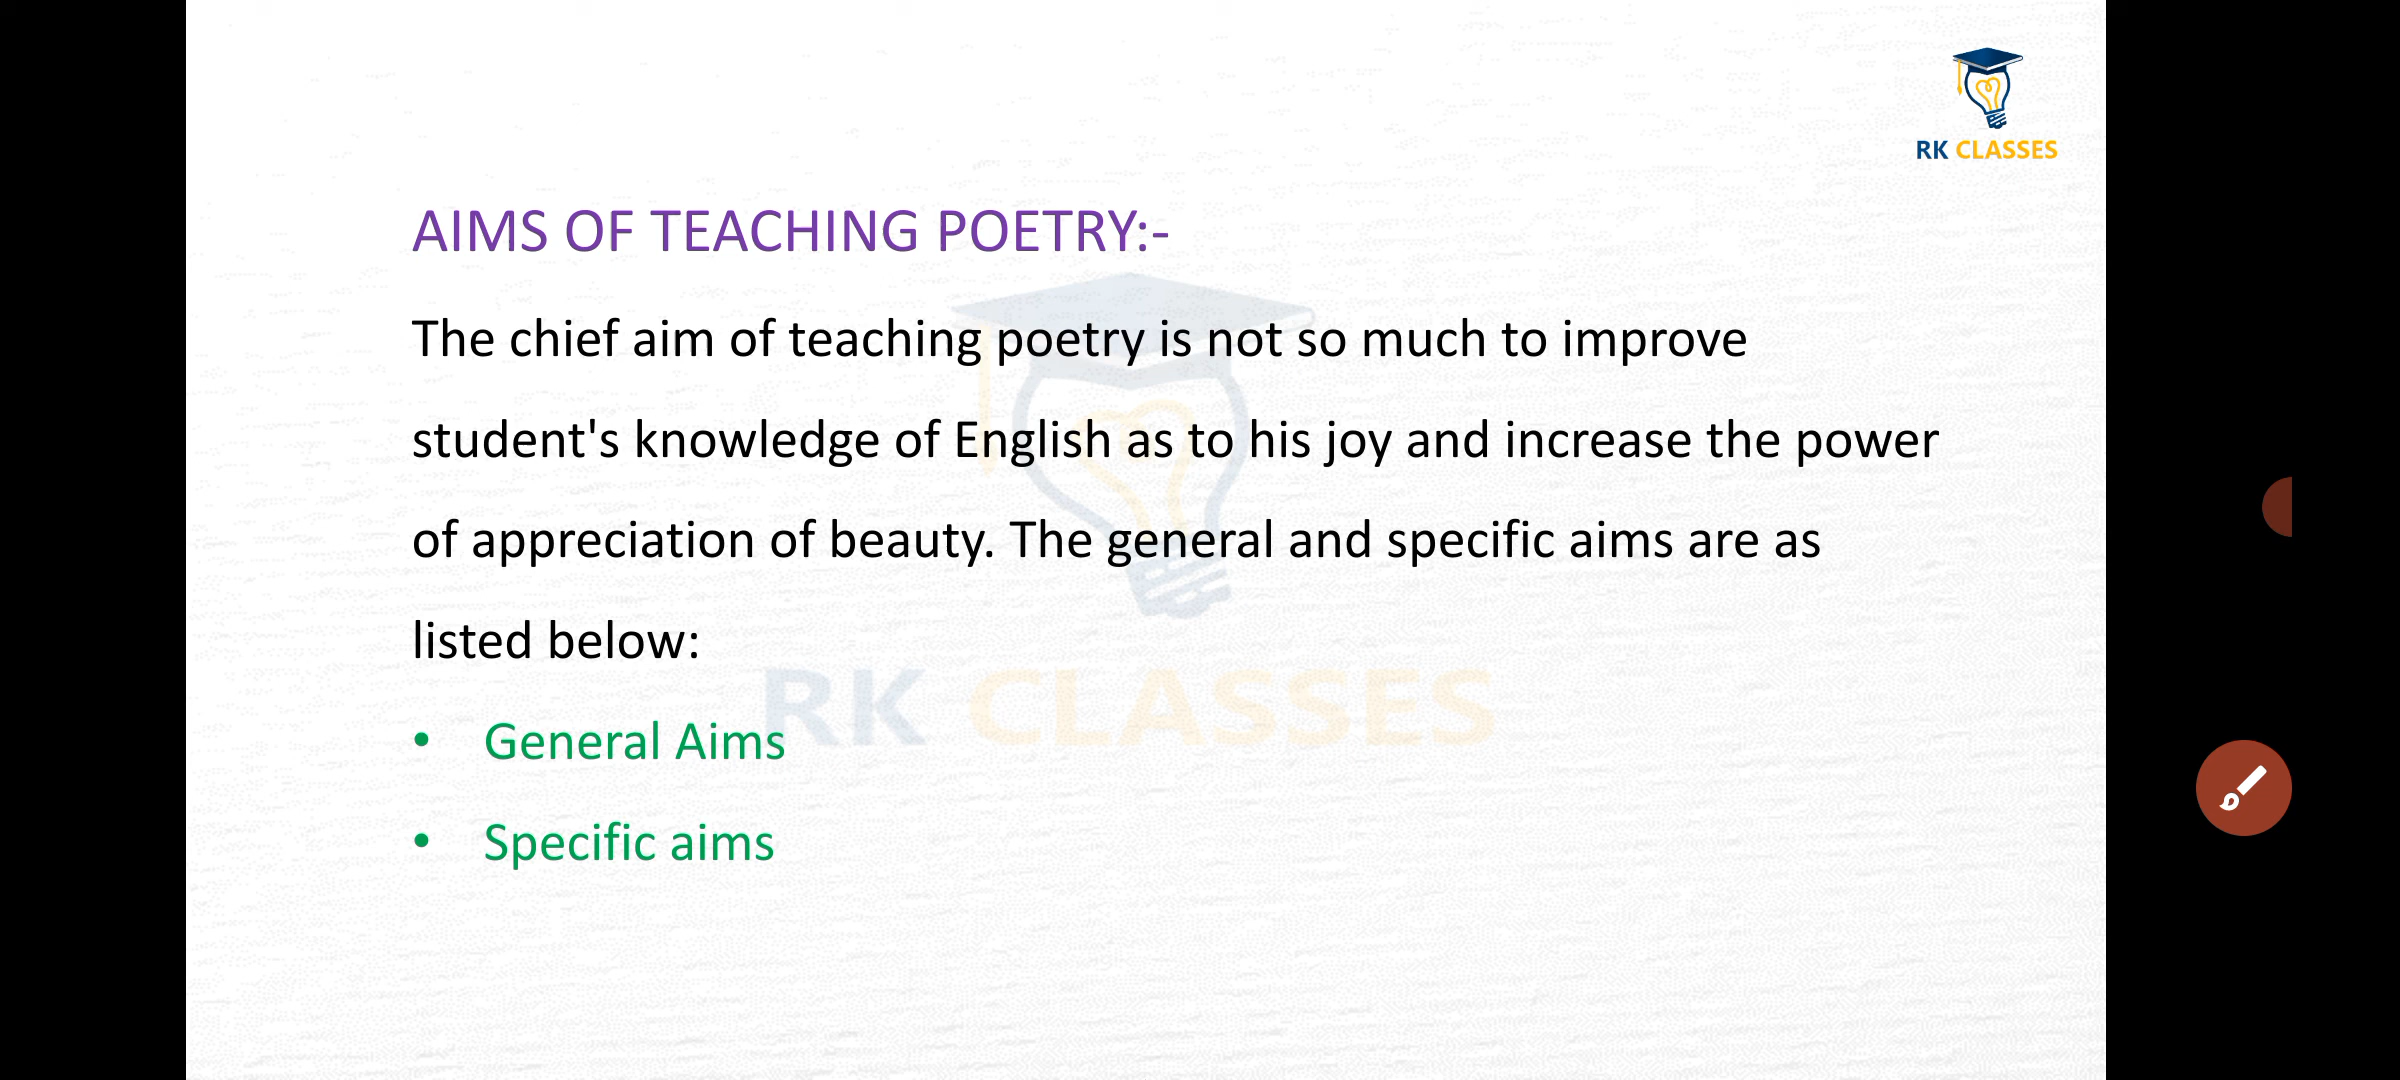 RK CLASSES
AIMS OF TEACHING POETRY:-
The chief aim of teaching poetry is not so much to improve
student's knowledge of English as to his joy and increase the power
of appreciation of beauty. The general and specific aims are as
listed below:
RK CLASSES
• General Aims
• Specific aims